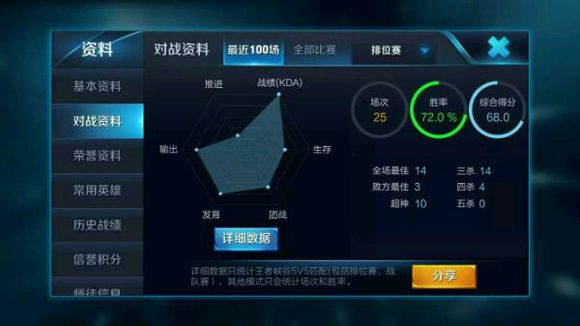 资料
对战资料
最近100场
全部比赛
排位赛
基本资料
对战资料
荣誉资料
常用英雄
历史战绩
信誉积分
师徒信息
推进
战绩(KDA)
输出
生存
发育
团战
详细数据
场次
25
胜率
72.0 %
综合得分
68.0
全场最佳 14
三杀 14
败方最佳 3
四杀 4
超神 10
五杀 0
详细数据只统计王者峡谷5V5匹配(包括排位赛、战
队赛），其他模式只会统计场次和胜率。
分享